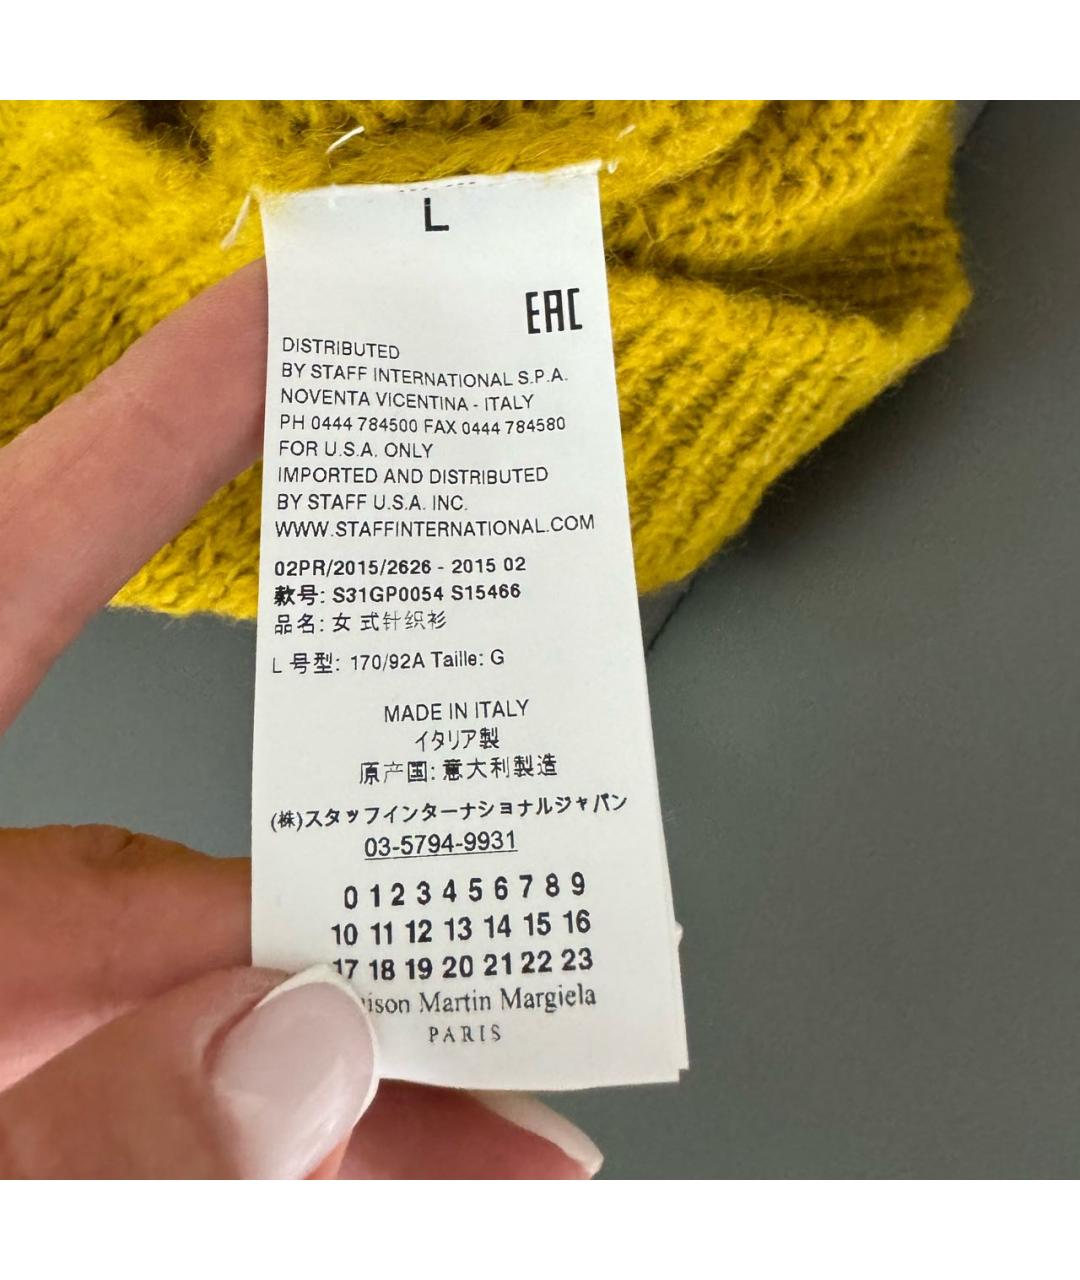 L
EAC
DISTRIBUTED
BY STAFF INTERNATIONAL S.P.A.
NOVENTA VICENTINA - ITALY
PH 0444 784500 FAX 0444 784580
FOR U.S.A. ONLY
IMPORTED AND DISTRIBUTED
BY STAFF U.S.A. INC.
WWW.STAFFINTERNATIONAL.COM
02PR/2015/2626 - 2015 02
款号: S31GP0054 S15466
品名: 女 式针织衫
L 号型: 170/92A Taille: G
MADE IN ITALY
イタリア製
原产国: 意大利製造
(株)スタッフインターナショナルジャパン
03-5794-9931
0 1 2 3 4 5 6 7 8 9
10 11 12 13 14 15 16
17 18 19 20 21 22 23
Martin Margiela
PARIS